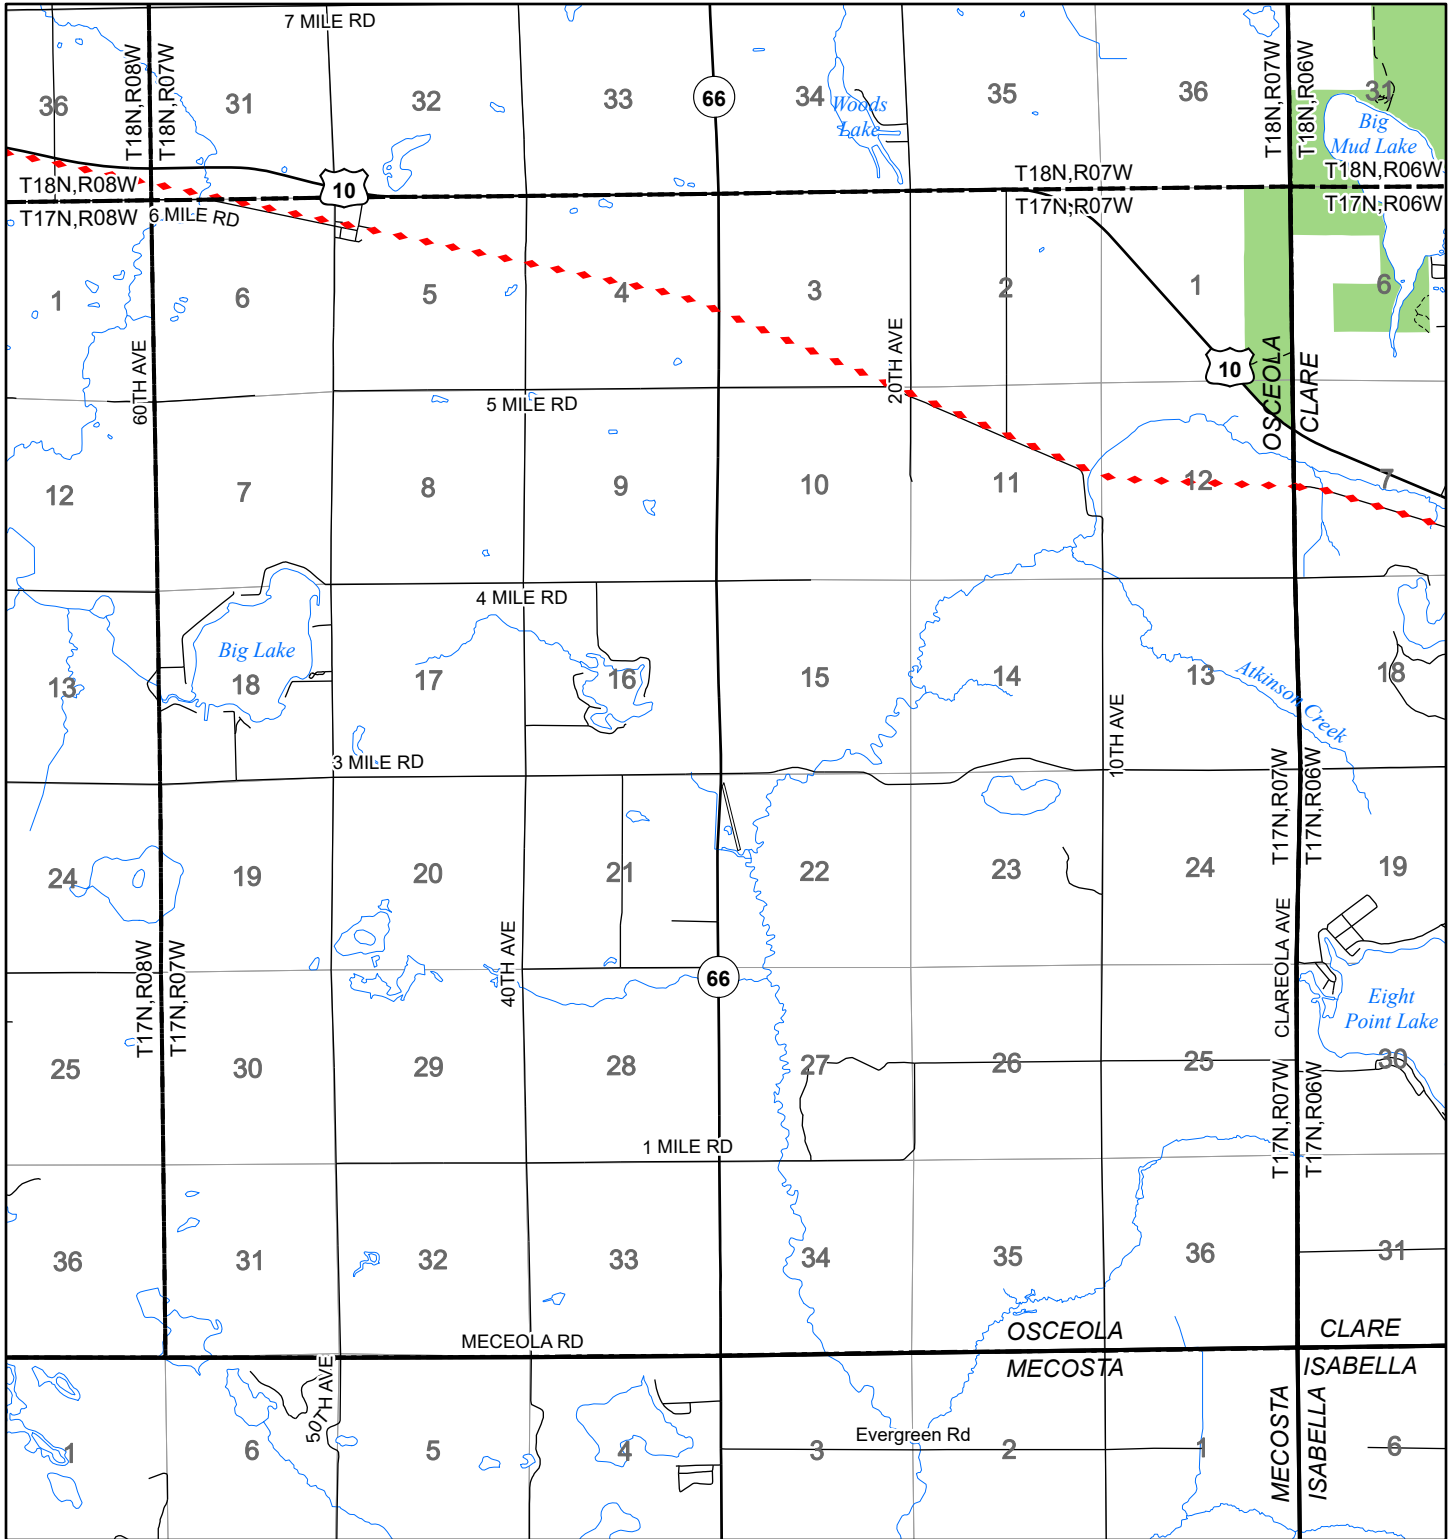 7 MILE RD
36
T18N,R08W
T18N,R07W
31
32
33
66
34
Woods
Lake
35
36
T18N,R07W
T18N,R06W
31
Big
Mud Lake
T18N,R08W
T17N,R08W
6 MILE RD
10
T18N,R07W
T17N,R07W
T18N,R06W
T17N,R06W
1
6
5
4
3
2
1
6
60TH AVE
20TH AVE
10
OSCEOLA
CLARE
5 MILE RD
12
7
8
9
10
11
12
7
4 MILE RD
Big Lake
13
18
17
16
15
14
13
18
Atkinson Creek
10TH AVE
3 MILE RD
T17N,R07W
T17N,R06W
24
19
20
21
22
23
24
19
40TH AVE
CLAREOLA AVE
T17N,R08W
T17N,R07W
66
Eight
Point Lake
25
30
29
28
27
26
25
30
T17N,R07W
T17N,R06W
1 MILE RD
36
31
32
33
34
35
36
31
MECEOLA RD
OSCEOLA
CLARE
MECOSTA
ISABELLA
50TH AVE
MECOSTA
ISABELLA
Evergreen Rd
1
6
5
4
3
2
1
6